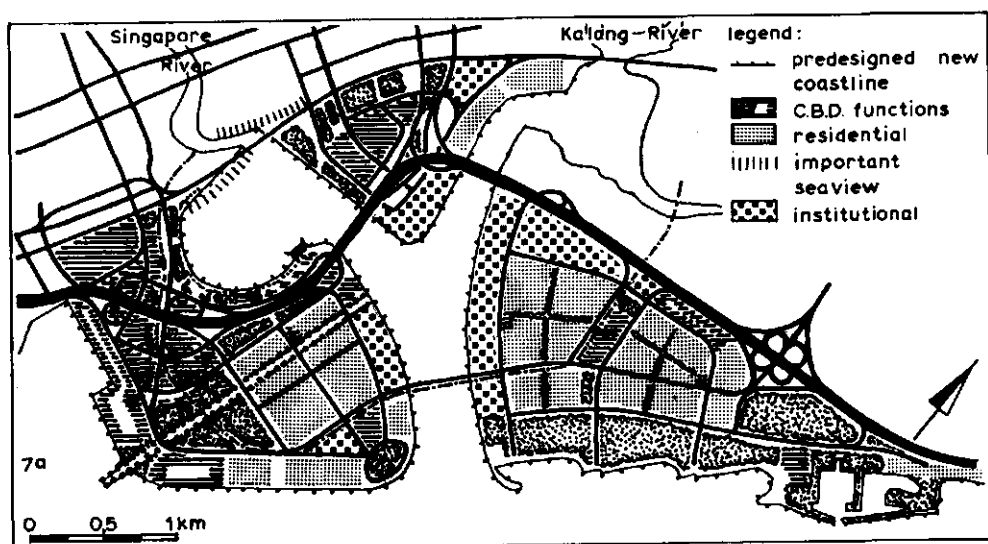 Singapore
River
Kallang-River
legend:
predesigned new
coastline
C.B.D. functions
residential
important
seaview
institutional
7a
0 0,5 1km